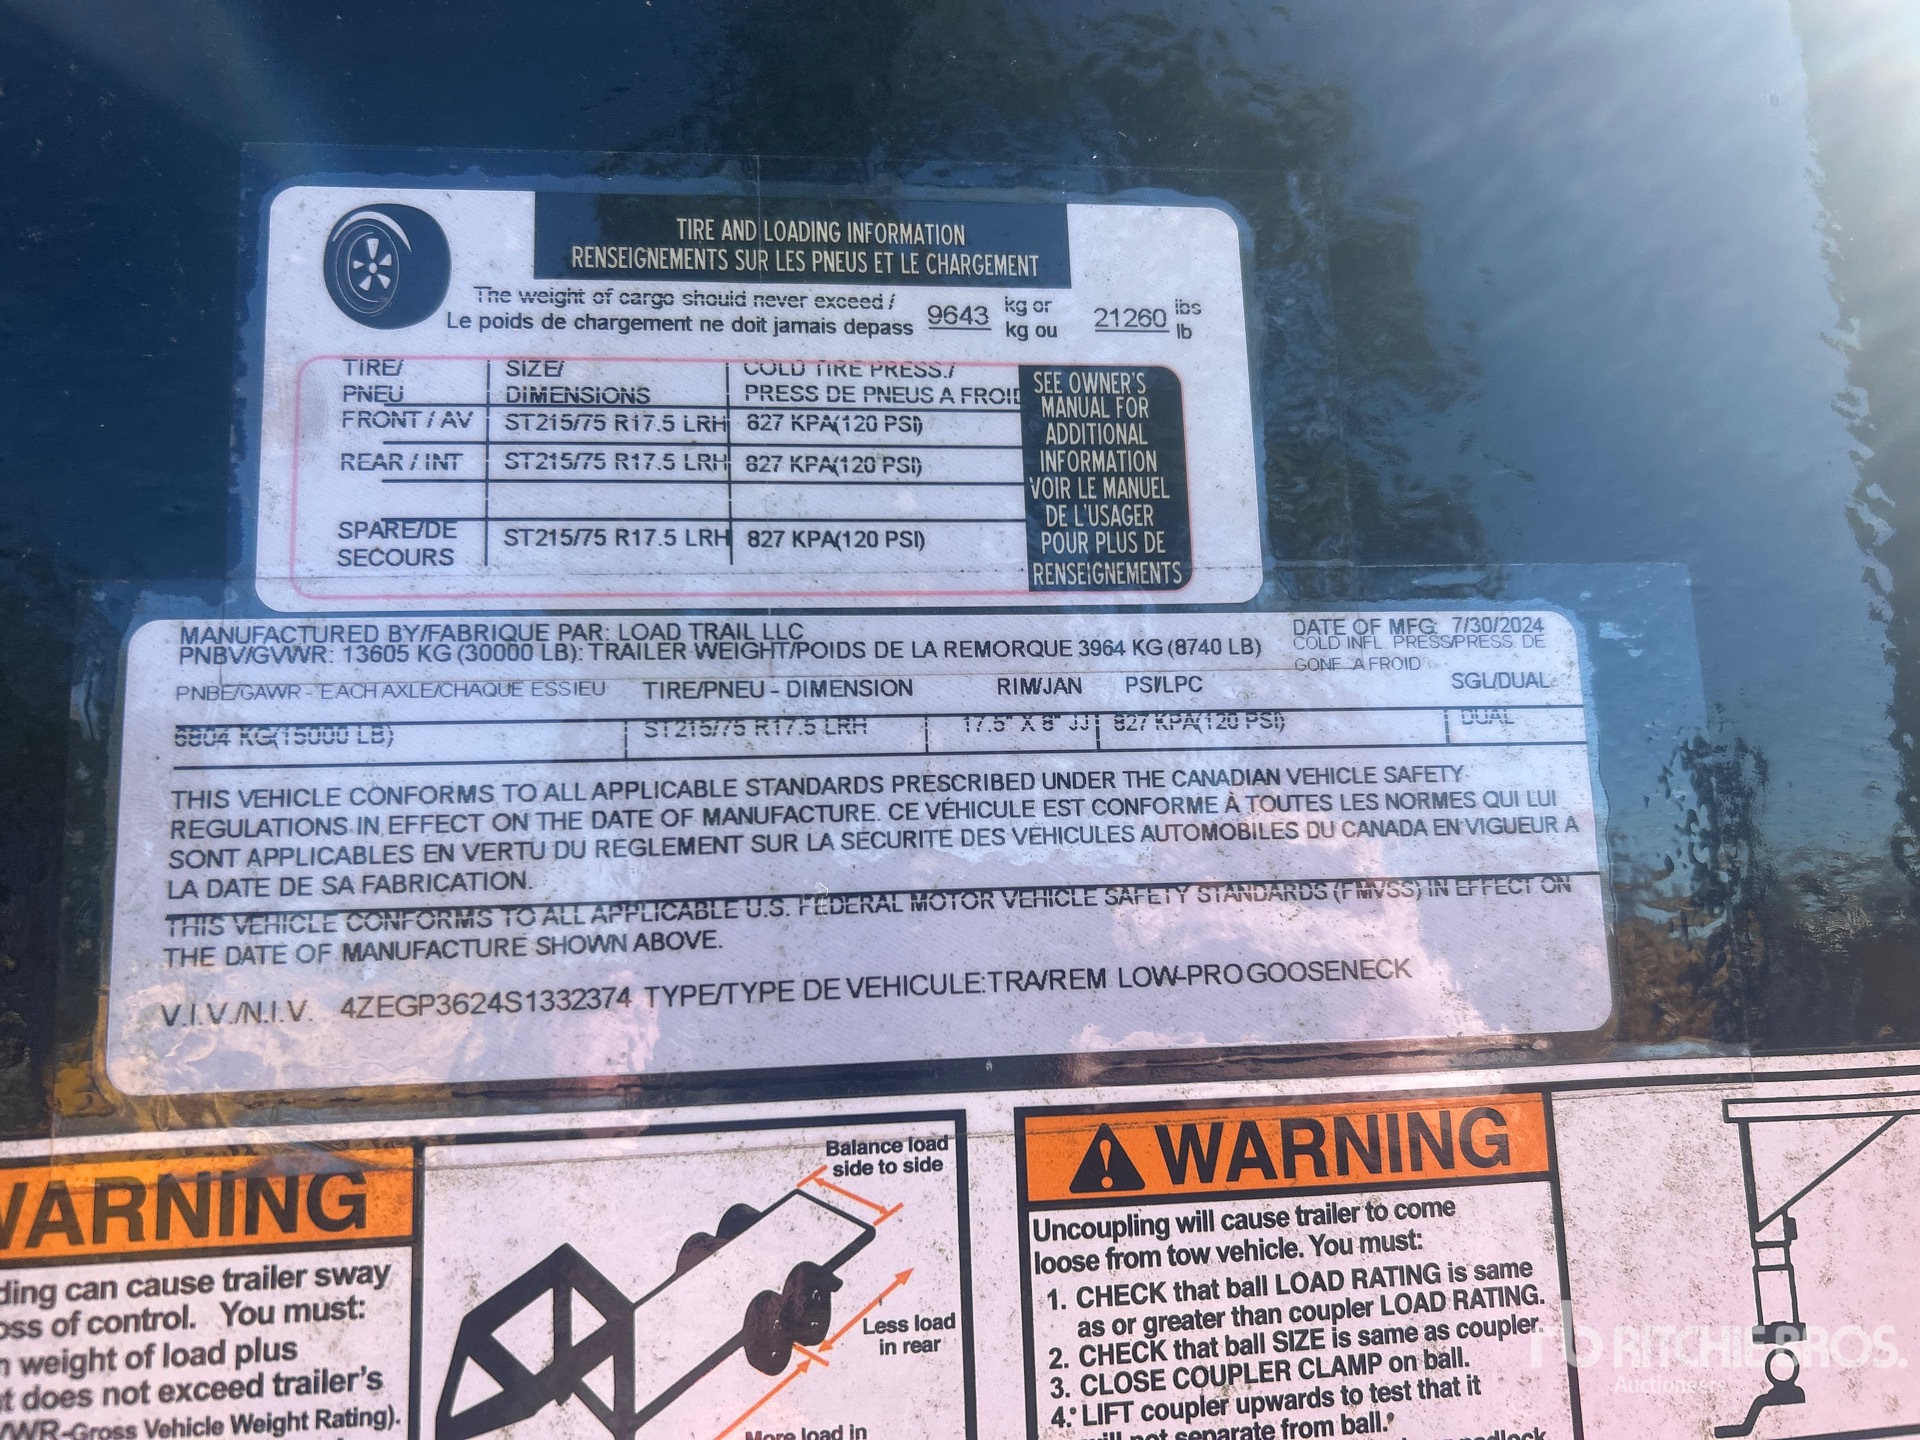 TIRE AND LOADING INFORMATION
RENSEIGNEMENTS SUR LES PNEUS ET LE CHARGEMENT
The weight of cargo should never exceed / 9643 kg or 21260 lbs
Le poids de chargement ne doit jamais depass kg ou lb
TIRE/ SIZE/ COLD TIRE PRESS./
PNEU DIMENSIONS PRESS DE PNEUS A FROID
FRONT / AV ST215/75 R17.5 LRH 827 KPA(120 PSI)
REAR / INT ST215/75 R17.5 LRH 827 KPA(120 PSI)
SPARE/DE SECOURS ST215/75 R17.5 LRH 827 KPA(120 PSI)
SEE OWNER'S
MANUAL FOR
ADDITIONAL
INFORMATION
VOIR LE MANUEL
DE L'USAGER
POUR PLUS DE
RENSEIGNEMENTS
MANUFACTURED BY/FABRIQUE PAR: LOAD TRAIL LLC DATE OF MFG: 7/30/2024
PNBV/GVWR: 13605 KG (30000 LB): TRAILER WEIGHT/POIDS DE LA REMORQUE 3964 KG (8740 LB) COLD INFL. PRESS/PRESS. DE
GONF. A FROID
PNBE/GAWR - EACH AXLE/CHAQUE ESSIEU TIRE/PNEU - DIMENSION RIM/JAN PSI/LPC SGL/DUAL
6804 KG(15000 LB) ST215/75 R17.5 LRH 17.5" X 8" JJ 827 KPA(120 PSI) DUAL
THIS VEHICLE CONFORMS TO ALL APPLICABLE STANDARDS PRESCRIBED UNDER THE CANADIAN VEHICLE SAFETY
REGULATIONS IN EFFECT ON THE DATE OF MANUFACTURE. CE VÉHICULE EST CONFORME À TOUTES LES NORMES QUI LUI
SONT APPLICABLES EN VERTU DU REGLEMENT SUR LA SÉCURITÉ DES VÉHICULES AUTOMOBILES DU CANADA EN VIGUEUR A
LA DATE DE SA FABRICATION.
THIS VEHICLE CONFORMS TO ALL APPLICABLE U.S. FEDERAL MOTOR VEHICLE SAFETY STANDARDS (FMVSS) IN EFFECT ON
THE DATE OF MANUFACTURE SHOWN ABOVE.
V.I.V./N.I.V. 4ZEGP3624S1332374 TYPE/TYPE DE VEHICULE:TRA/REM LOW-PRO GOOSENECK
WARNING
ding can cause trailer sway
oss of control. You must:
weight of load plus
t does not exceed trailer's
WR-Gross Vehicle Weight Rating).
Balance load
side to side
Less load
in rear
More load in
WARNING
Uncoupling will cause trailer to come
loose from tow vehicle. You must:
1. CHECK that ball LOAD RATING is same
as or greater than coupler LOAD RATING.
2. CHECK that ball SIZE is same as coupler.
3. CLOSE COUPLER CLAMP on ball.
4. LIFT coupler upwards to test that it
will not separate from ball.
RITCHIE BROS.
Auctioneers